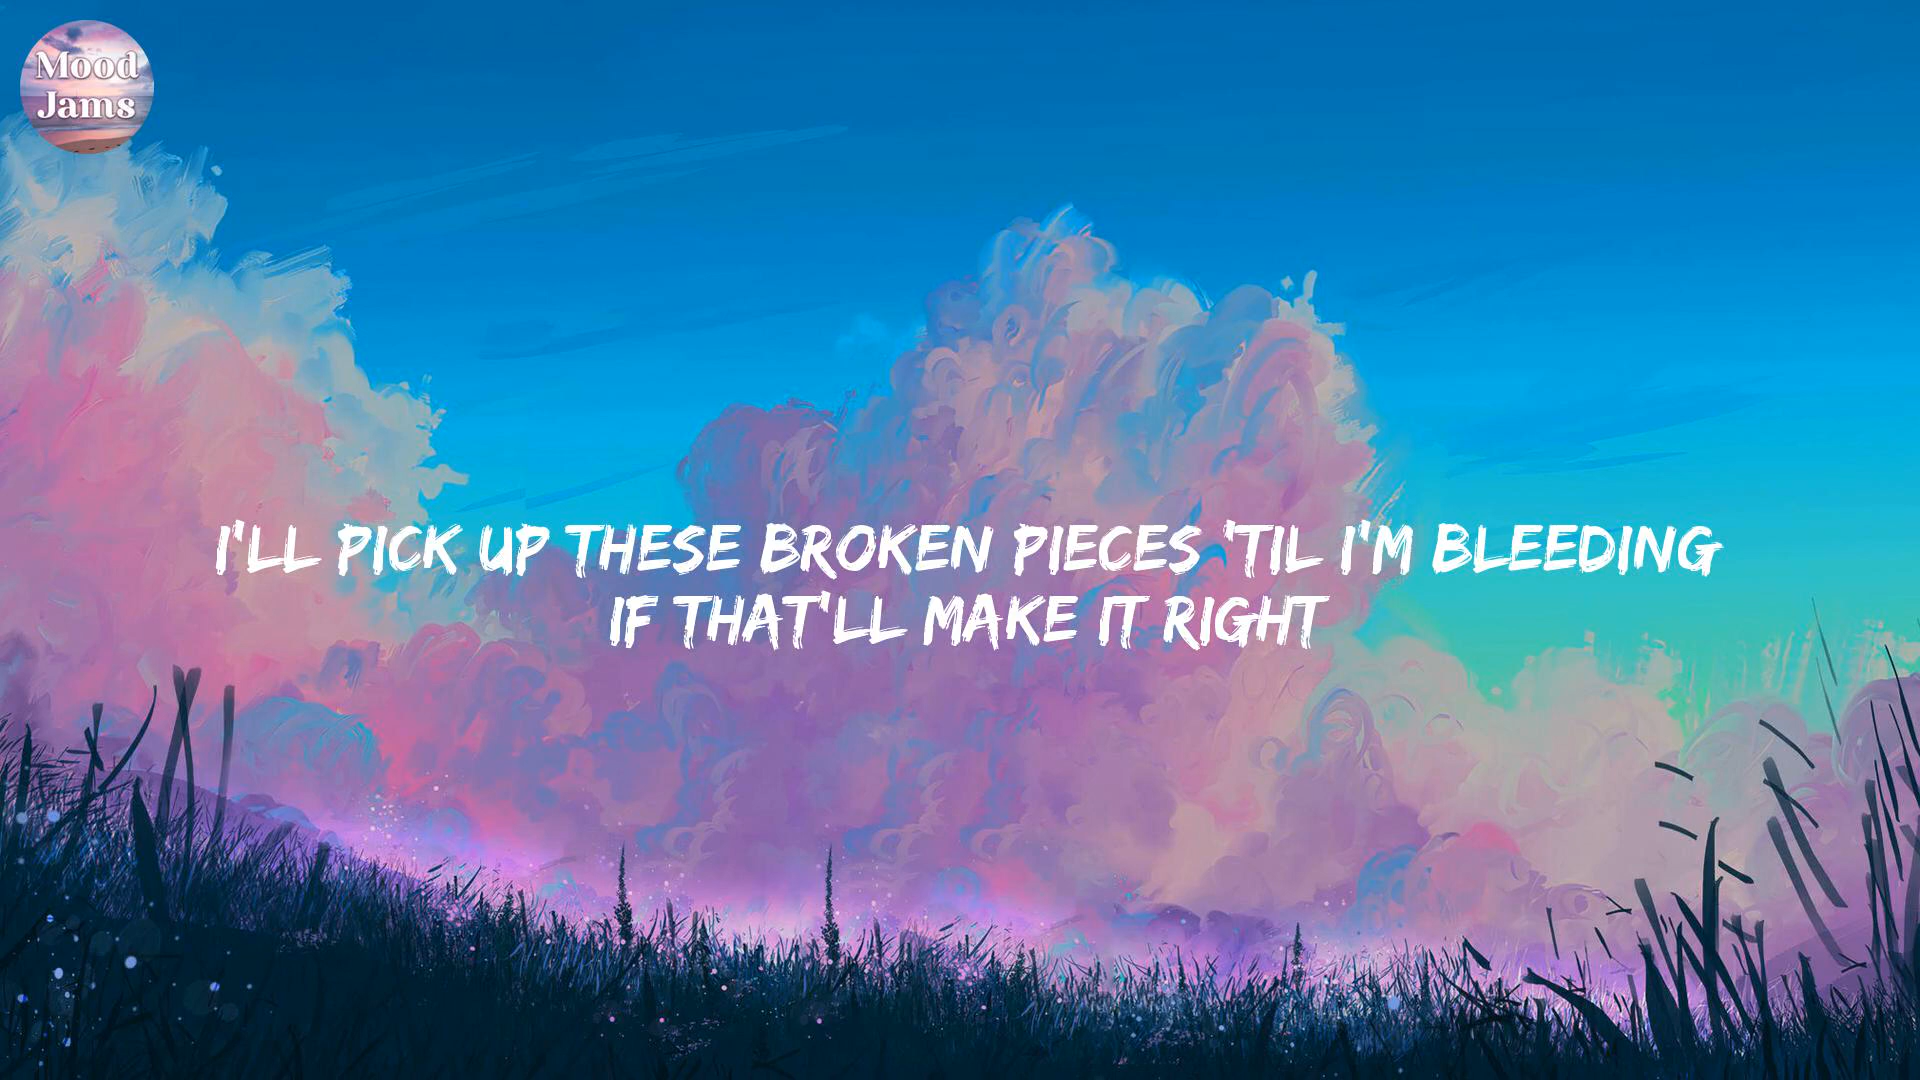 Mood
Jams
I'LL PICK UP THESE BROKEN PIECES 'TIL I'M BLEEDING
IF THAT'LL MAKE IT RIGHT